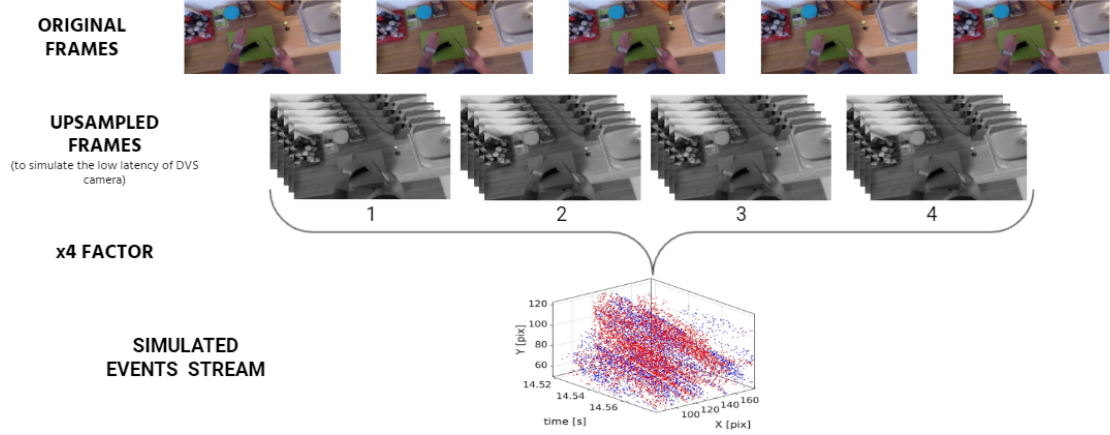 ORIGINAL
FRAMES
UPSAMPLED
FRAMES
(to simulate the low latency of DVS
camera)
1
2
3
4
x4 FACTOR
SIMULATED
EVENTS STREAM
120
100
80
60
Y [pix]
14.52
14.54
14.56
time [s]
100
120
140
160
X [pix]